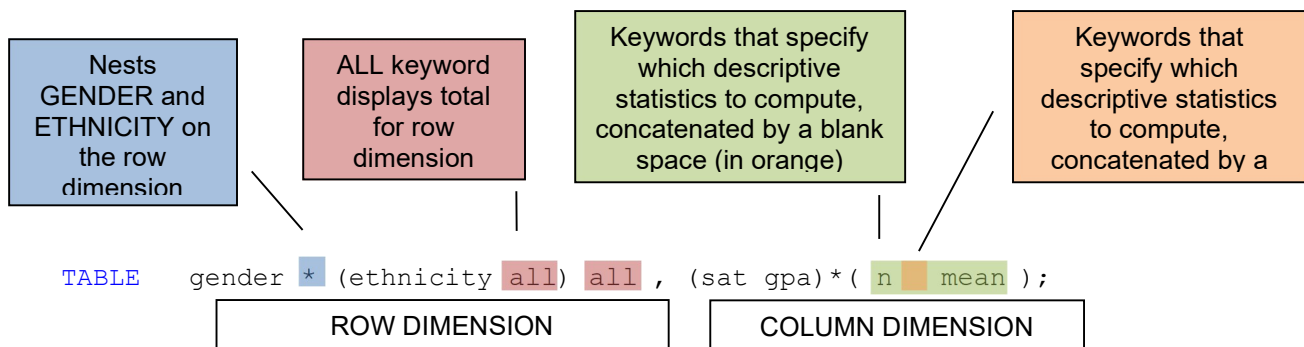 Nests
GENDER and
ETHNICITY on
the row
dimension
ALL keyword
displays total
for row
dimension
Keywords that specify
which descriptive
statistics to compute,
concatenated by a blank
space (in orange)
Keywords that
specify which
descriptive statistics
to compute,
concatenated by a
TABLE gender * (ethnicity all) all , (sat gpa)*( n mean );
ROW DIMENSION
COLUMN DIMENSION